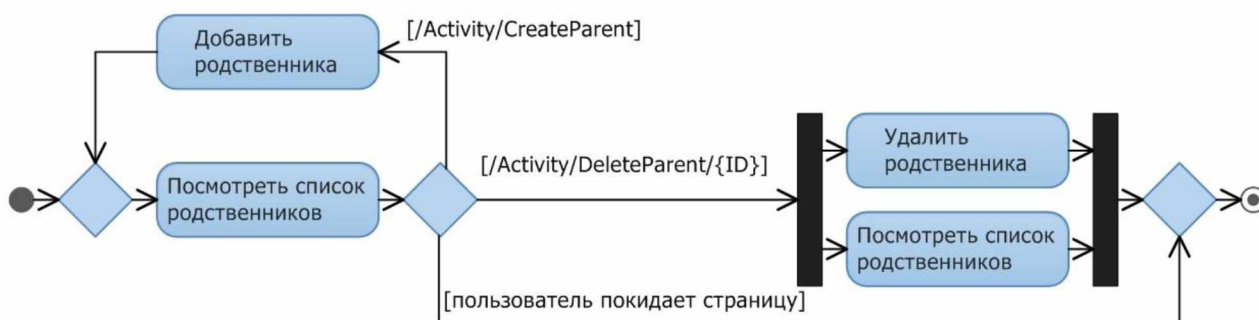 [/Activity/CreateParent]
Добавить
родственника
[/Activity/DeleteParent/{ID}]
Удалить
родственника
Посмотреть список
родственников
Посмотреть список
родственников
[пользователь покидает страницу]